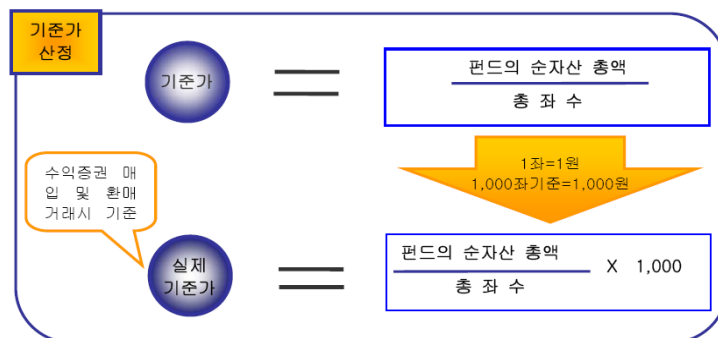 기준가
산정
기준가
펀드의 순자산 총액
총 좌 수
1좌=1원
1,000좌기준=1,000원
수익증권 매
입 및 환매
거래시 기준
실제
기준가
펀드의 순자산 총액
총 좌 수
X 1,000